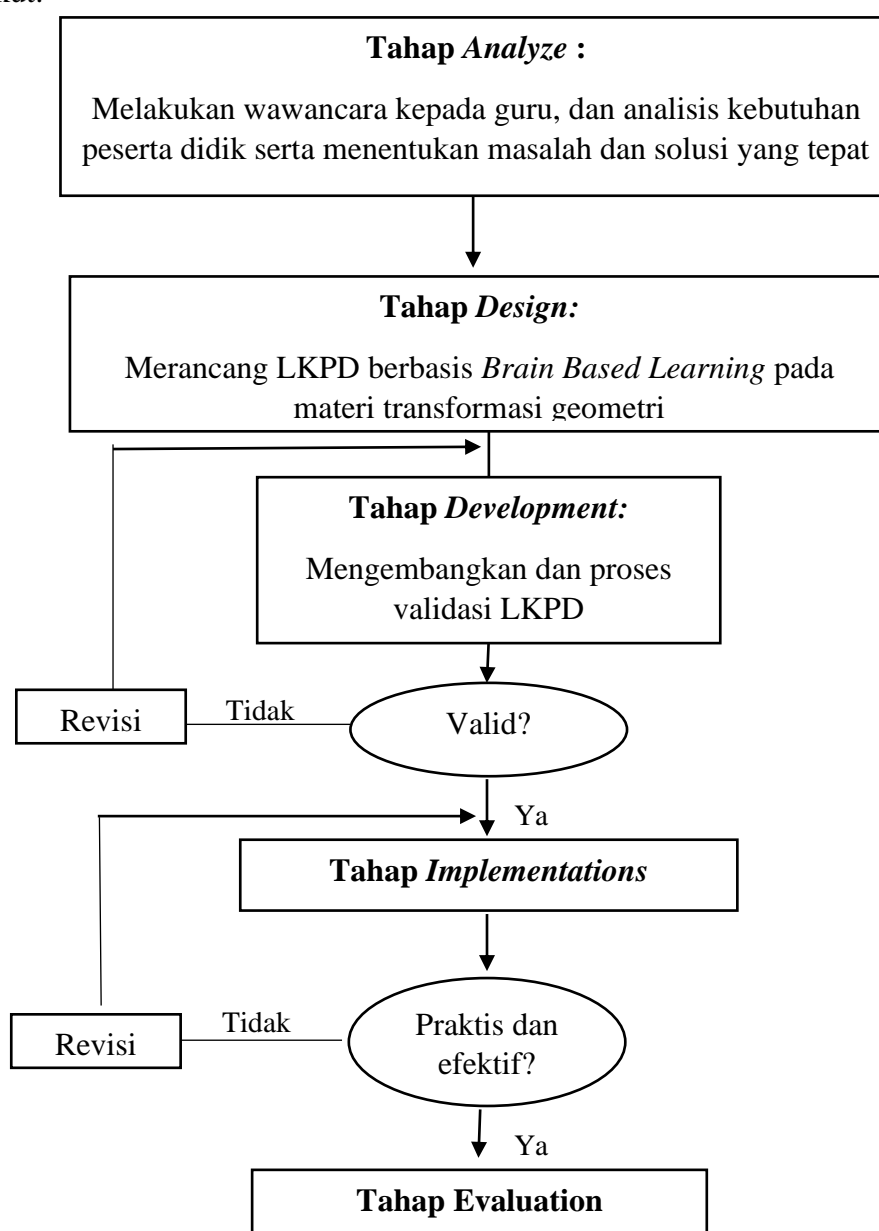 Tahap Analyze :
Melakukan wawancara kepada guru, dan analisis kebutuhan
peserta didik serta menentukan masalah dan solusi yang tepat
Tahap Design:
Merancang LKPD berbasis Brain Based Learning pada
materi transformasi geometri
Tahap Development:
Mengembangkan dan proses
validasi LKPD
Revisi
Tidak
Valid?
Ya
Tahap Implementations
Revisi
Tidak
Praktis dan
efektif?
Ya
Tahap Evaluation